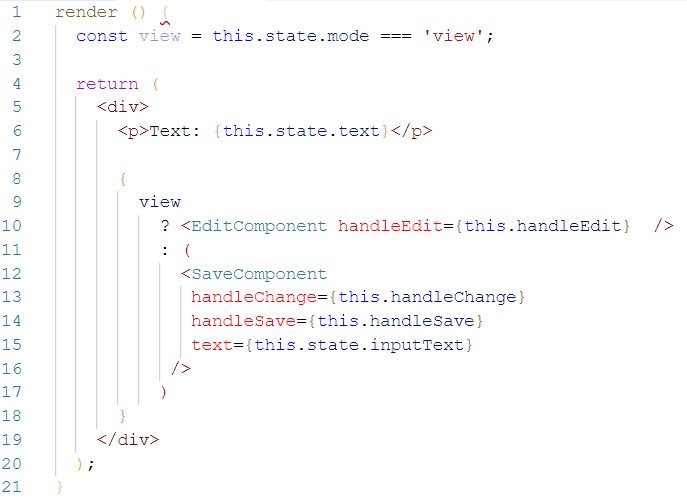 1 render () {
2 const view = this.state.mode === 'view';
3
4 return (
5 <div>
6 <p>Text: {this.state.text}</p>
7
8 {
9 view
10 ? <EditComponent handleEdit={this.handleEdit} />
11 : (
12 <SaveComponent
13 handleChange={this.handleChange}
14 handleSave={this.handleSave}
15 text={this.state.inputText}
16 />
17 )
18 }
19 </div>
20 );
21 }